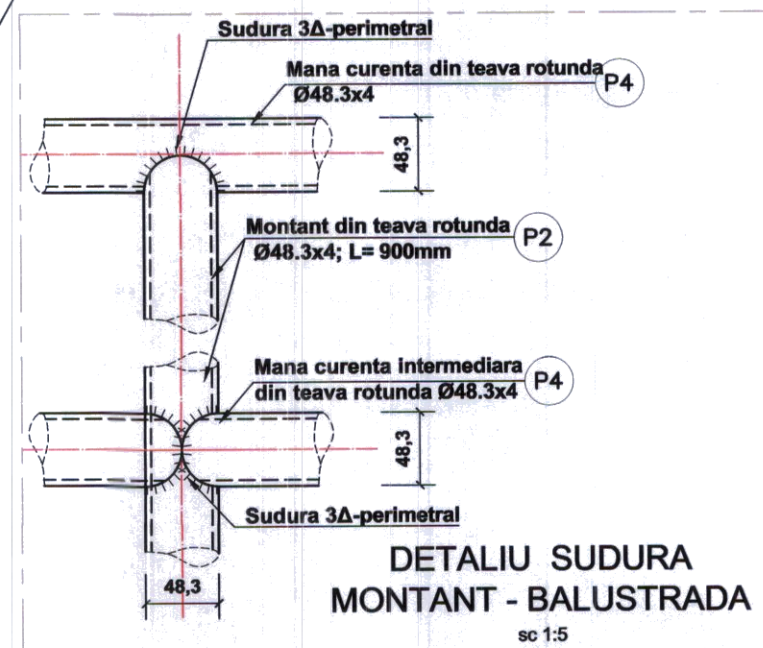 Sudura 3Δ-perimetral
Mana curenta din teava rotunda
Ø48.3x4
P4
48,3
Montant din teava rotunda
Ø48.3x4; L= 900mm
P2
Mana curenta intermediara
din teava rotunda Ø48.3x4
P4
48,3
Sudura 3Δ-perimetral
48,3
DETALIU SUDURA
MONTANT - BALUSTRADA
sc 1:5